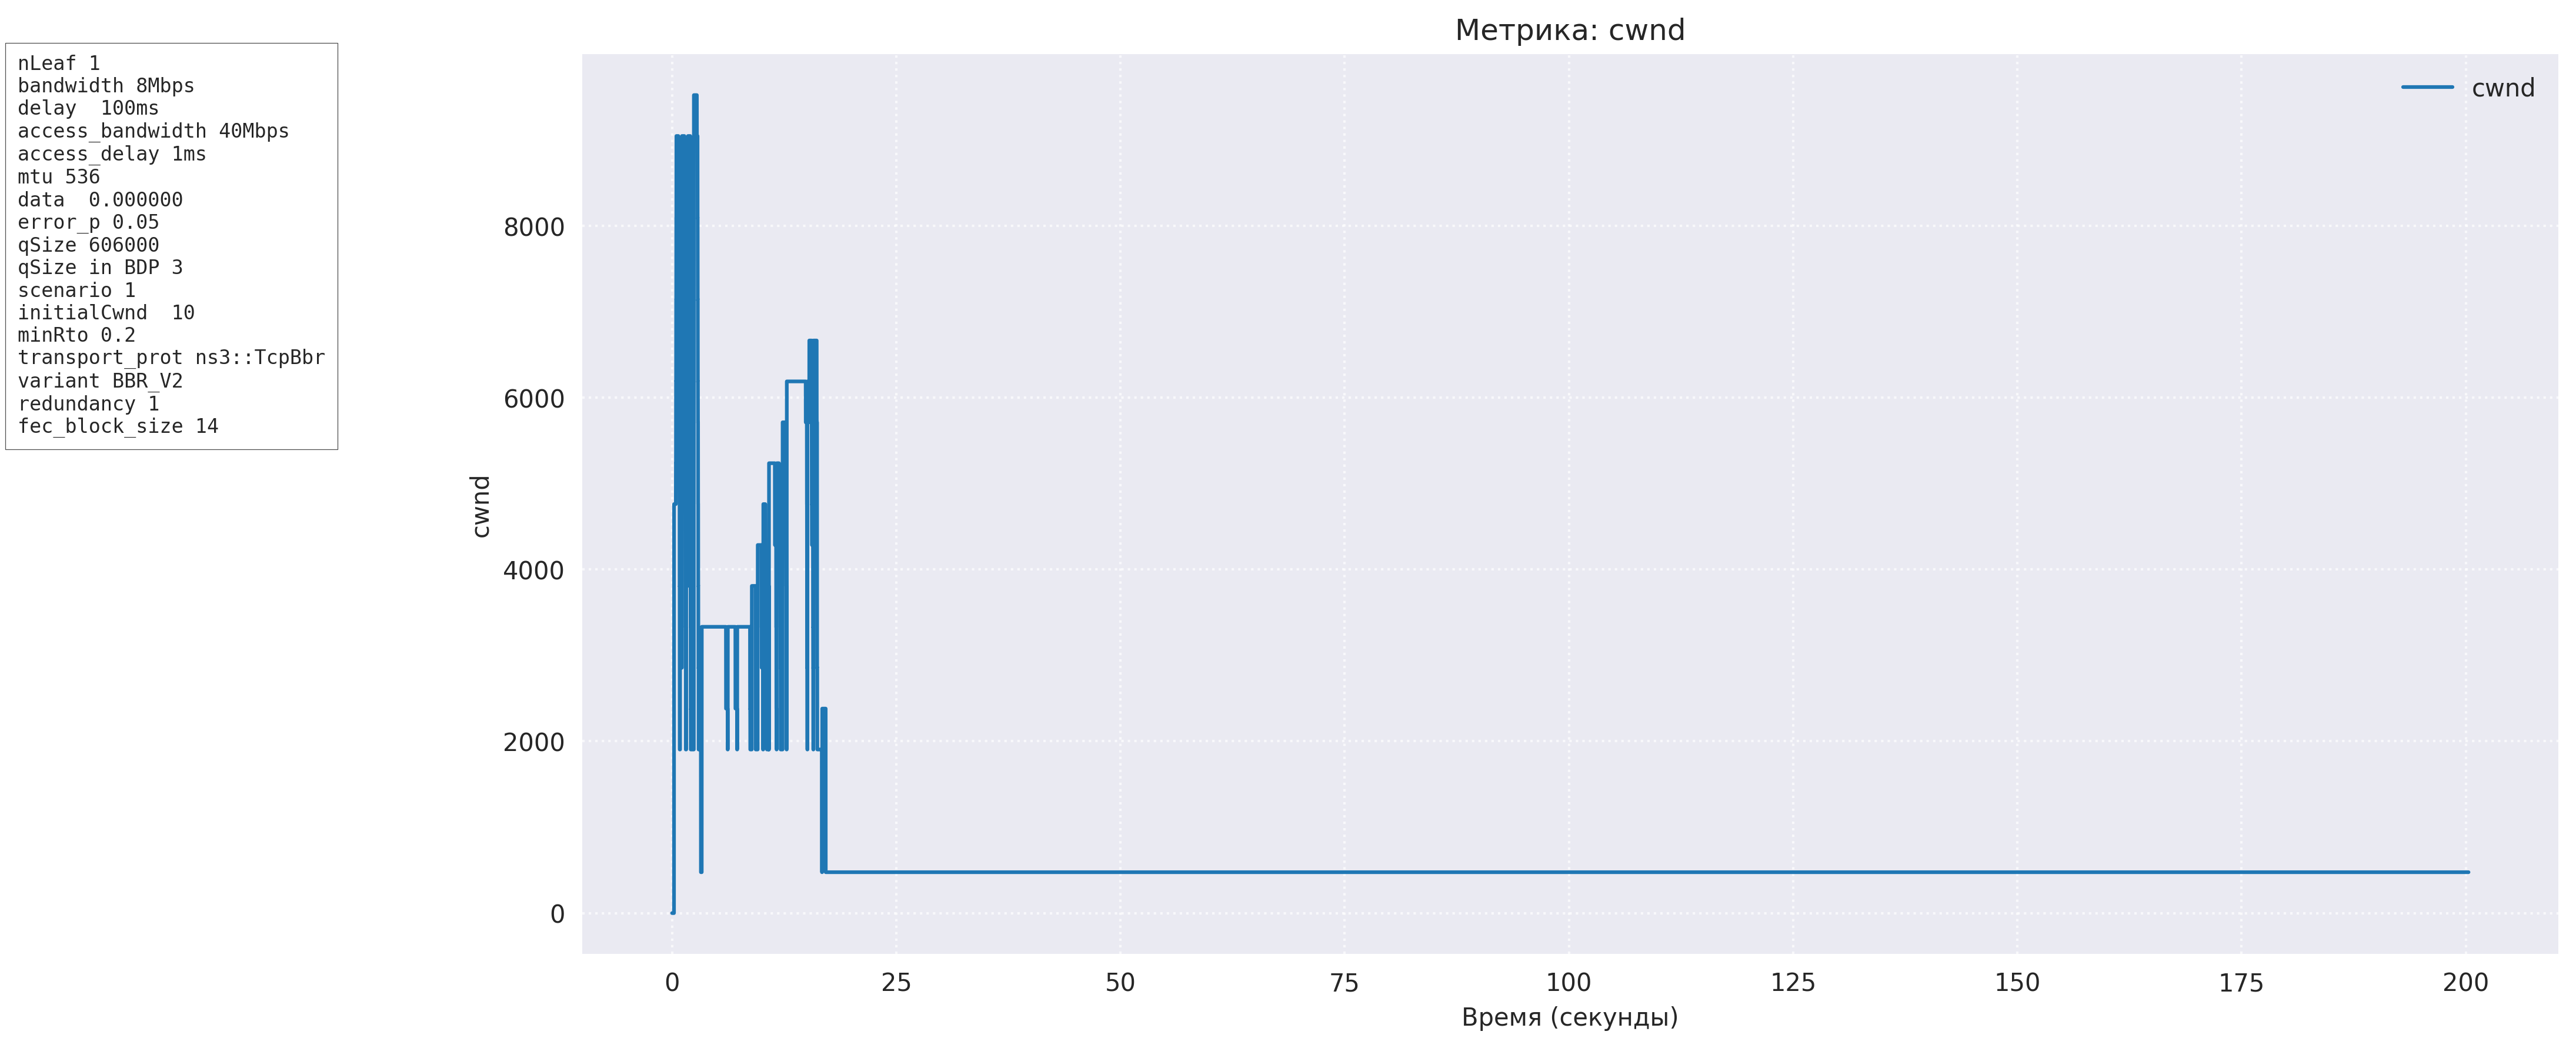 Метрика: cwnd
nLeaf 1
bandwidth 8Mbps
delay  100ms
access_bandwidth 40Mbps
access_delay 1ms
mtu 536
data  0.000000
error_p 0.05
qSize 606000
qSize in BDP 3
scenario 1
initialCwnd  10
minRto 0.2
transport_prot ns3::TcpBbr
variant BBR_V2
redundancy 1
fec_block_size 14
cwnd
cwnd
8000
6000
4000
2000
0
0 25 50 75 100 125 150 175 200
Время (секунды)